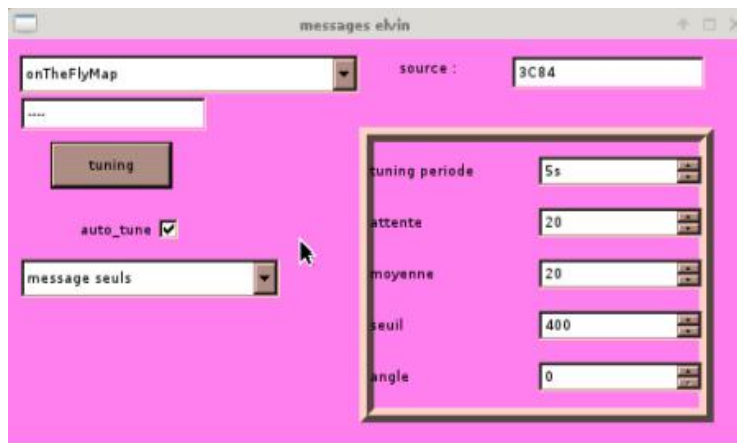 messages elvin
onTheFlyMap
source :
3C84
---
tuning
tuning periode
5s
auto_tune
attente
20
message seuls
moyenne
20
seuil
400
angle
0